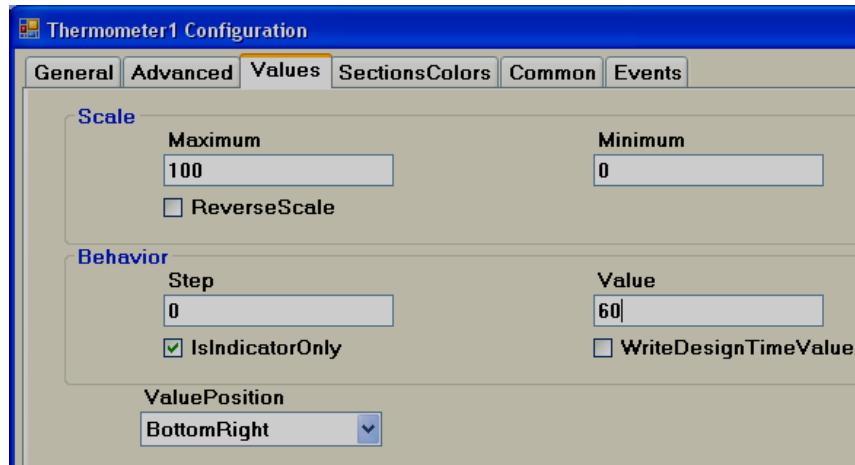 Thermometer1 Configuration
General Advanced Values SectionsColors Common Events
Scale
Maximum Minimum
100 0
ReverseScale
Behavior
Step Value
0 60
IsIndicatorOnly WriteDesignTimeValue
ValuePosition
BottomRight